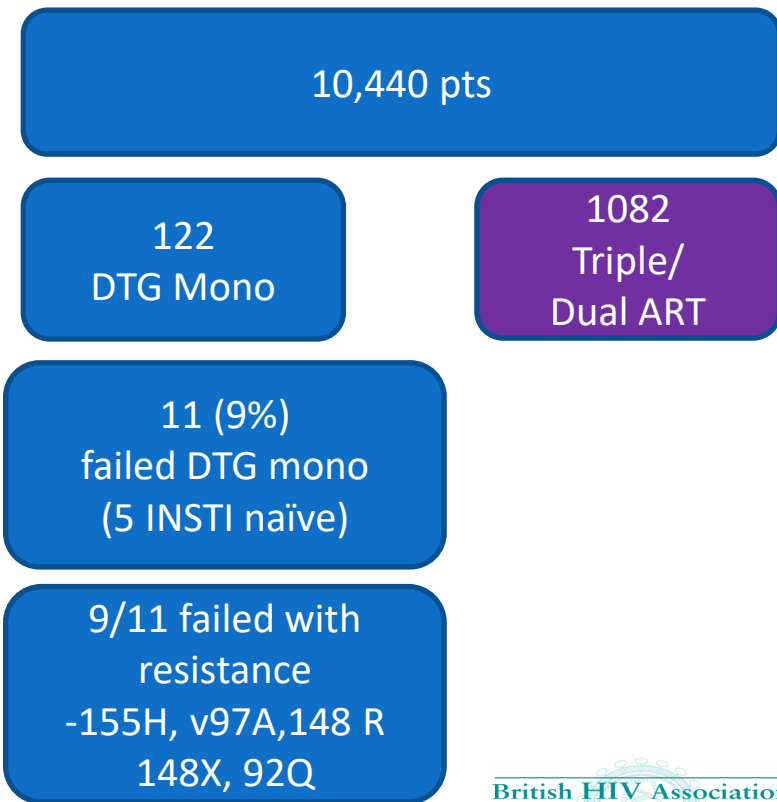 10,440 pts
122
DTG Mono
1082
Triple/
Dual ART
11 (9%)
failed DTG mono
(5 INSTI naïve)
9/11 failed with
resistance
-155H, v97A,148 R
148X, 92Q
British HIV Association